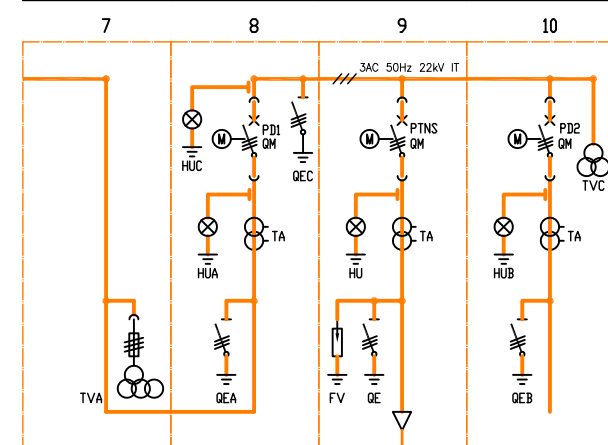 7 8 9 10
3AC 50Hz 22kV IT
M PD1 QM
M PTNS QM
M PD2 QM
HUC QEC TVC
TA TA TA
HUA HU HUB
TVA QEA FV QE QEB